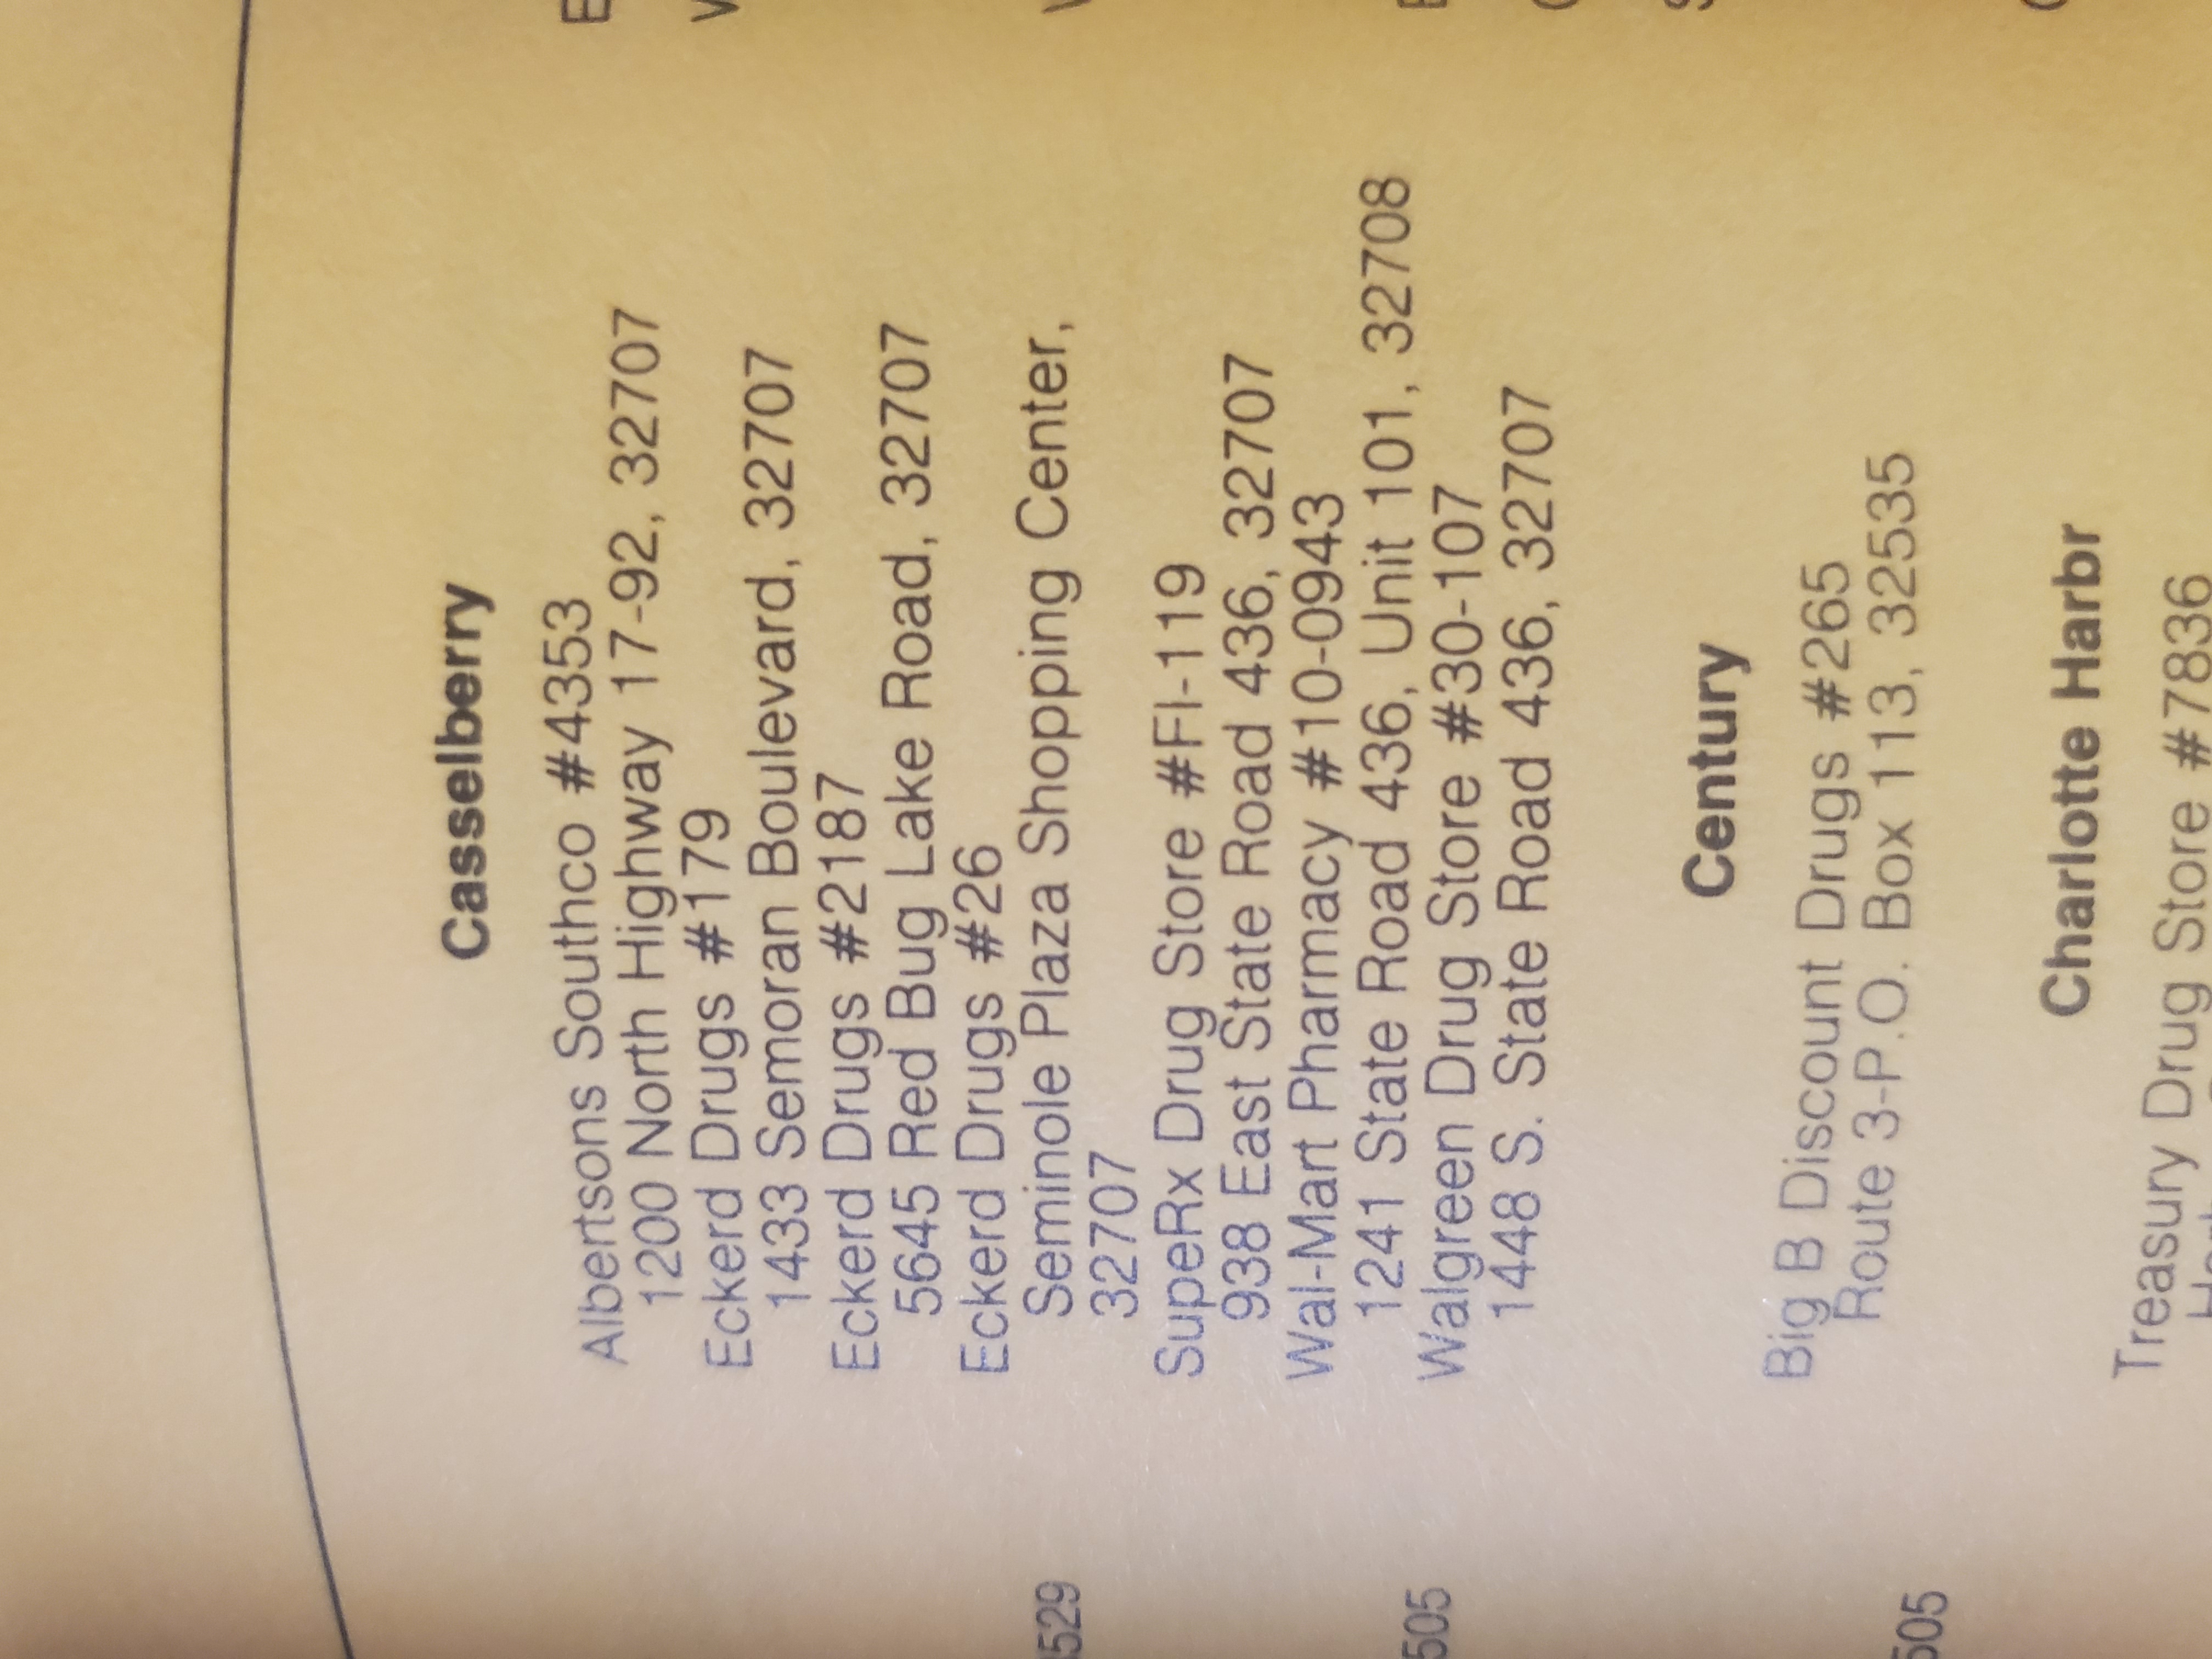 Casselberry
Albertsons Southco #4353
1200 North Highway 17-92, 32707
Eckerd Drugs #179
1433 Semoran Boulevard, 32707
Eckerd Drugs #2187
5645 Red Bug Lake Road, 32707
Eckerd Drugs #26
Seminole Plaza Shopping Center,
32707
SupeRx Drug Store #Fl-119
938 East State Road 436, 32707
Wal-Mart Pharmacy #10-0943
1241 State Road 436, Unit 101, 32708
Walgreen Drug Store #30-107
1448 S. State Road 436, 32707
Century
Big B Discount Drugs #265
Route 3-P.O. Box 113, 32535
Charlotte Harbr
Treasury Drug Store #7836
529
505
505